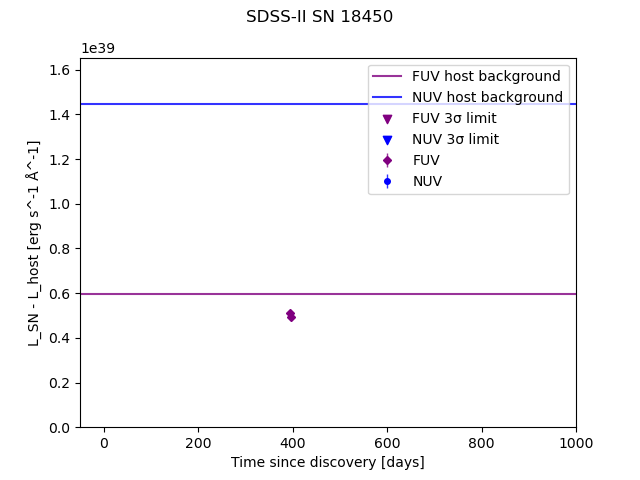 SDSS-II SN 18450
1e39
1.6
1.4
1.2
1.0
0.8
0.6
0.4
0.2
0.0
L_SN - L_host [erg s^-1 Å^-1]
FUV host background
NUV host background
FUV 3σ limit
NUV 3σ limit
FUV
NUV
0 200 400 600 800 1000
Time since discovery [days]